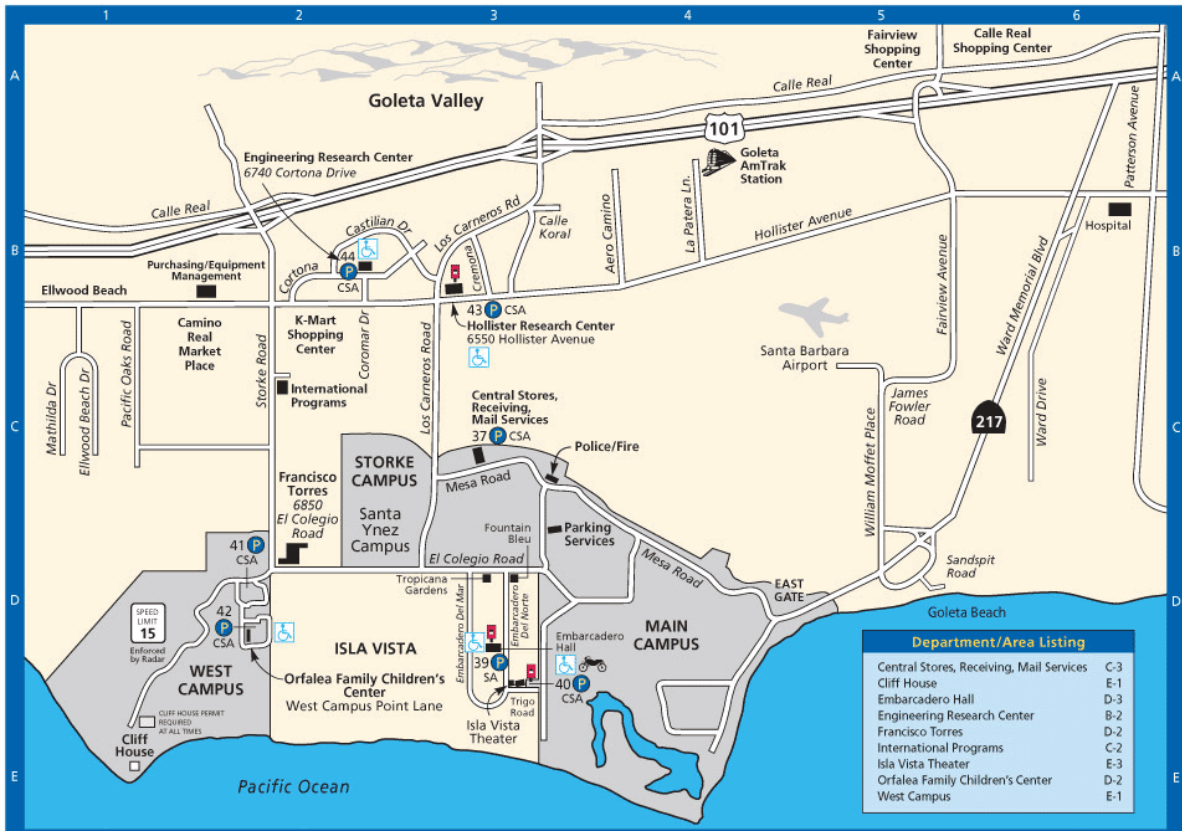 1 2 3 4 5 6
A
B
C
D
E
A
B
C
D
E
Fairview
Shopping
Center
Calle Real
Shopping Center
Calle Real
Goleta Valley
101
Goleta
AmTrak
Station
Patterson Avenue
Engineering Research Center
6740 Cortona Drive
Calle Real
Castilian Dr
Los Carneros Rd
Calle
Koral
Cremona
Aero Camino
La Patera Ln.
Hollister Avenue
Hospital
44
P
CSA
Cortona
Purchasing/Equipment
Management
Ellwood Beach
Camino
Real
Market
Place
K-Mart
Shopping
Center
Coromar Dr
43 P CSA
Hollister Research Center
6550 Hollister Avenue
Fairview Avenue
Ward Memorial Blvd
Santa Barbara
Airport
Mathilda Dr
Ellwood Beach Dr
Pacific Oaks Road
Storke Road
International
Programs
Los Carneros Road
Central Stores,
Receiving,
Mail Services
37 P CSA
Police/Fire
James
Fowler
Road
William Moffet Place
217
Ward Drive
STORKE
CAMPUS
Santa
Ynez
Campus
Mesa Road
Francisco
Torres
6850
El Colegio
Road
Fountain
Bleu
Parking
Services
El Colegio Road
Mesa Road
Sandspit
Road
EAST
GATE
Goleta Beach
41 P
CSA
42
P
CSA
SPEED
LIMIT
15
Enforced
by Radar
WEST
CAMPUS
Orfalea Family Children's
Center
West Campus Point Lane
ISLA VISTA
Tropicana
Gardens
Embarcadero Del Mar
Embarcadero
Del Norte
MAIN
CAMPUS
Embarcadero
Hall
39 P
SA
40 P
CSA
Trigo
Road
Isla Vista
Theater
CLIFF HOUSE PERMIT
REQUIRED
AT ALL TIMES
Cliff
House
Pacific Ocean
Department/Area Listing
Central Stores, Receiving, Mail Services C-3
Cliff House E-1
Embarcadero Hall D-3
Engineering Research Center B-2
Francisco Torres D-2
International Programs C-2
Isla Vista Theater E-3
Orfalea Family Children's Center D-2
West Campus E-1